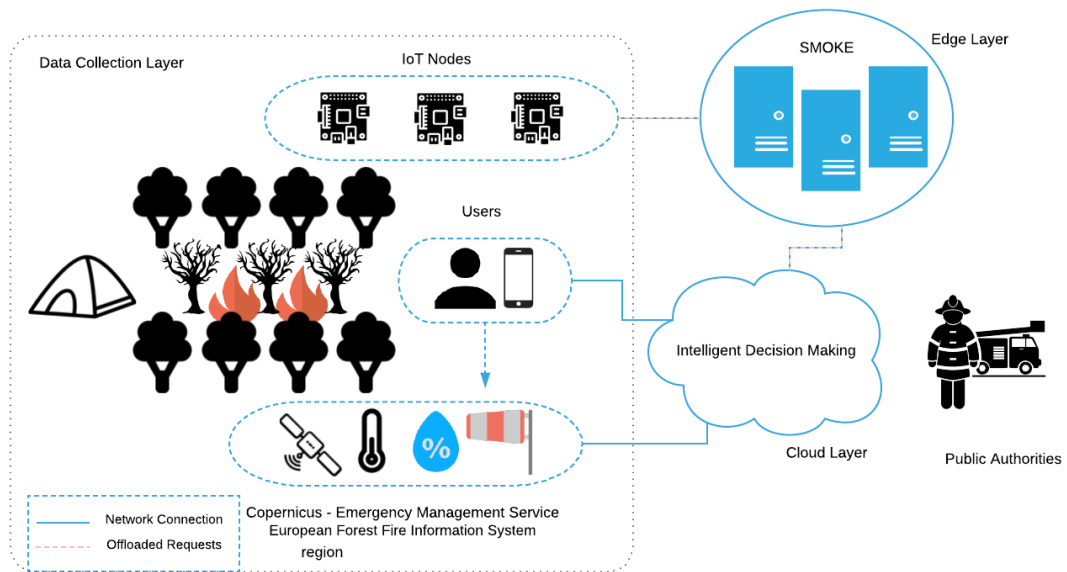 Data Collection Layer
IoT Nodes
SMOKE
Edge Layer
Users
Intelligent Decision Making
%
Cloud Layer
Public Authorities
Copernicus - Emergency Management Service
European Forest Fire Information System
region
Network Connection
Offloaded Requests